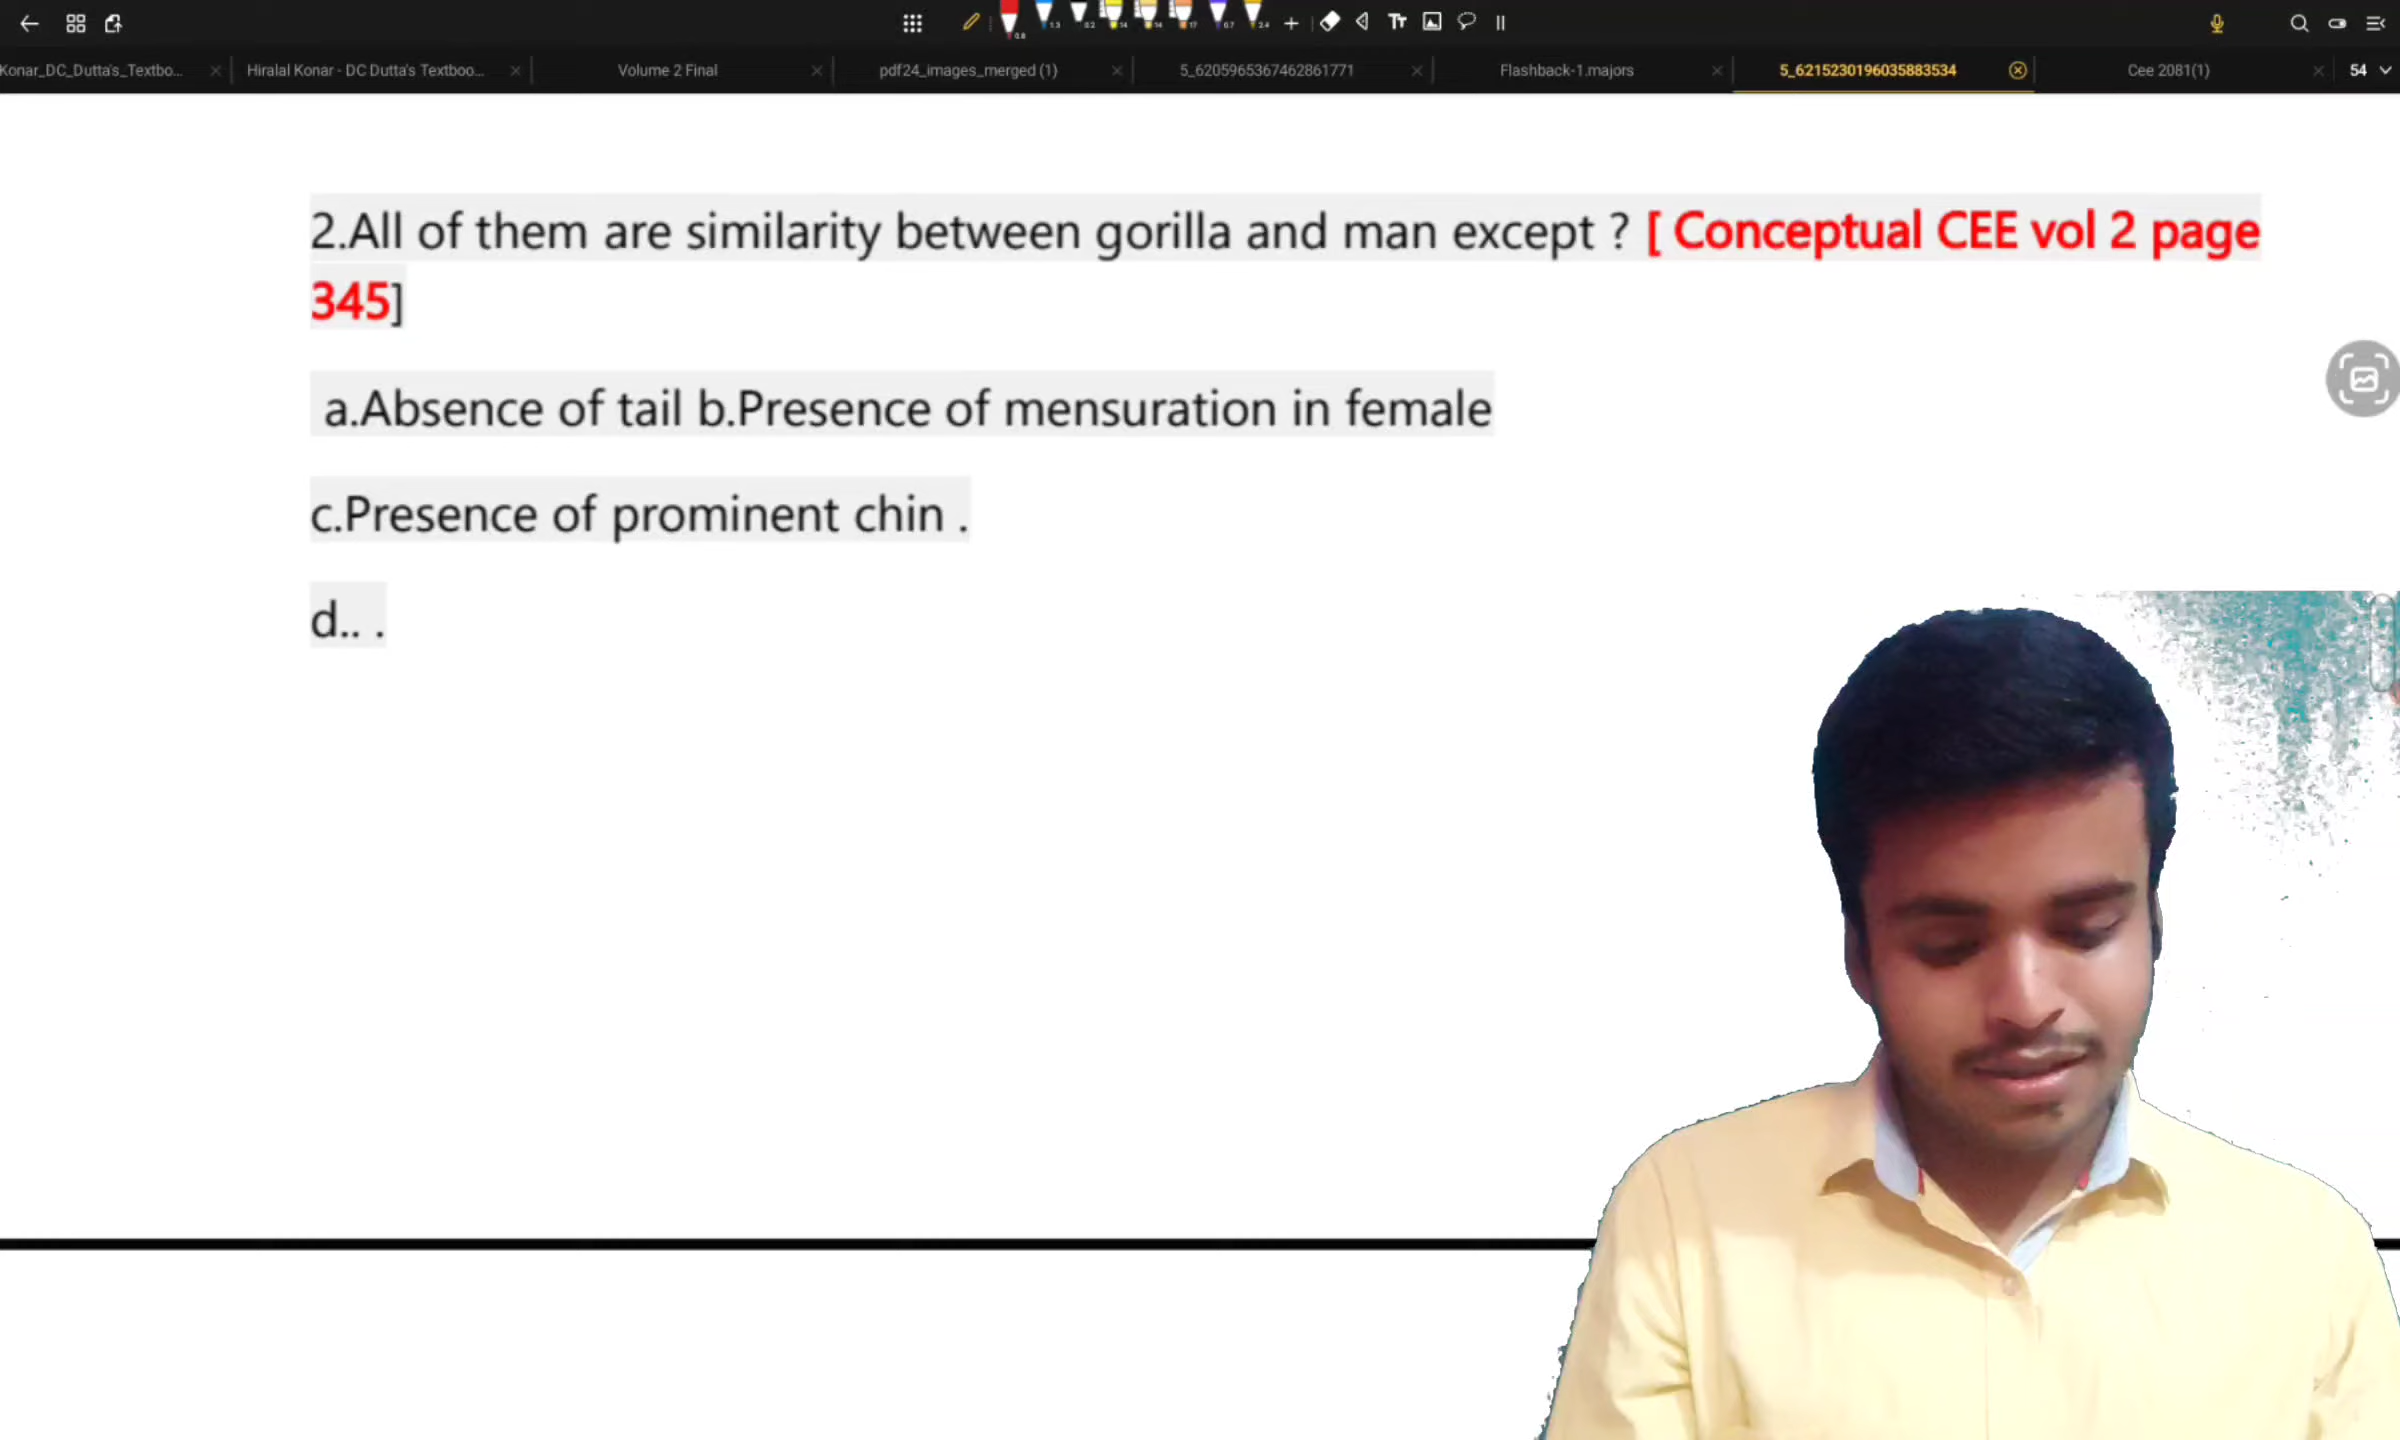 Konar_DC_Dutta's_Textbo...
Hiralal Konar - DC Dutta's Textboo...
Volume 2 Final
pdf24_images_merged (1)
5_6205965367462861771
Flashback-1.majors
5_6215230196035883534
Cee 2081(1)
54
2.All of them are similarity between gorilla and man except ? [ Conceptual CEE vol 2 page
345]
a.Absence of tail b.Presence of mensuration in female
c.Presence of prominent chin .
d.. .